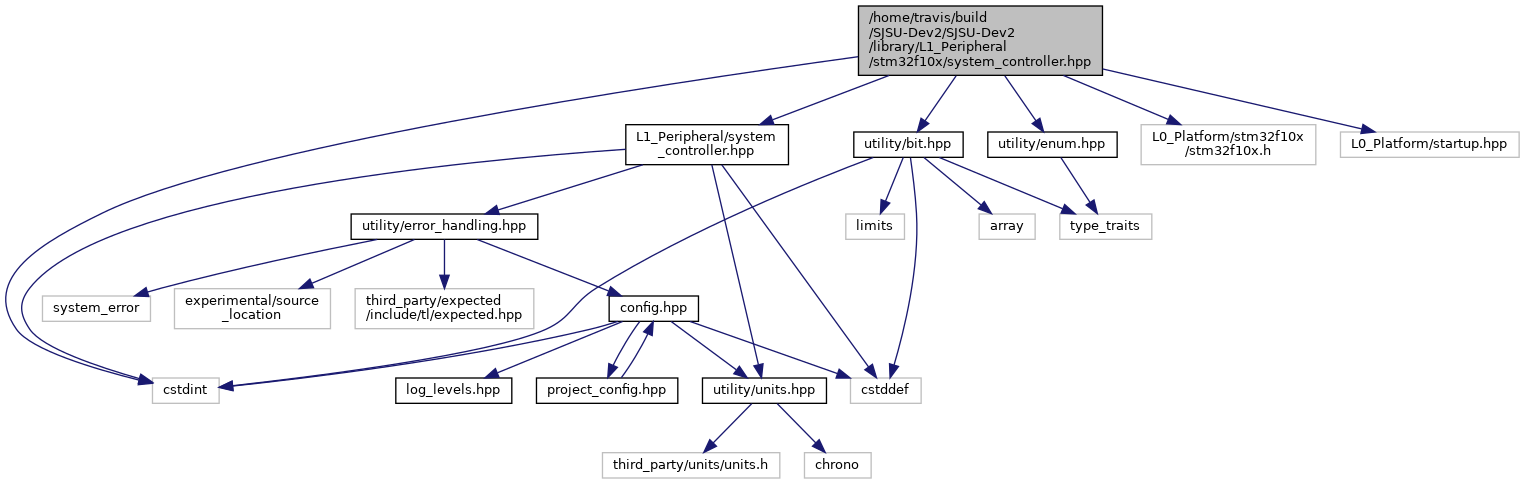 /home/travis/build
/SJSU-Dev2/SJSU-Dev2
/library/L1_Peripheral
/stm32f10x/system_controller.hpp
L1_Peripheral/system
_controller.hpp
utility/bit.hpp
utility/enum.hpp
L0_Platform/stm32f10x
/stm32f10x.h
L0_Platform/startup.hpp
utility/error_handling.hpp
limits
array
type_traits
system_error
experimental/source
_location
third_party/expected
/include/tl/expected.hpp
config.hpp
cstdint
log_levels.hpp
project_config.hpp
utility/units.hpp
cstddef
third_party/units/units.h
chrono